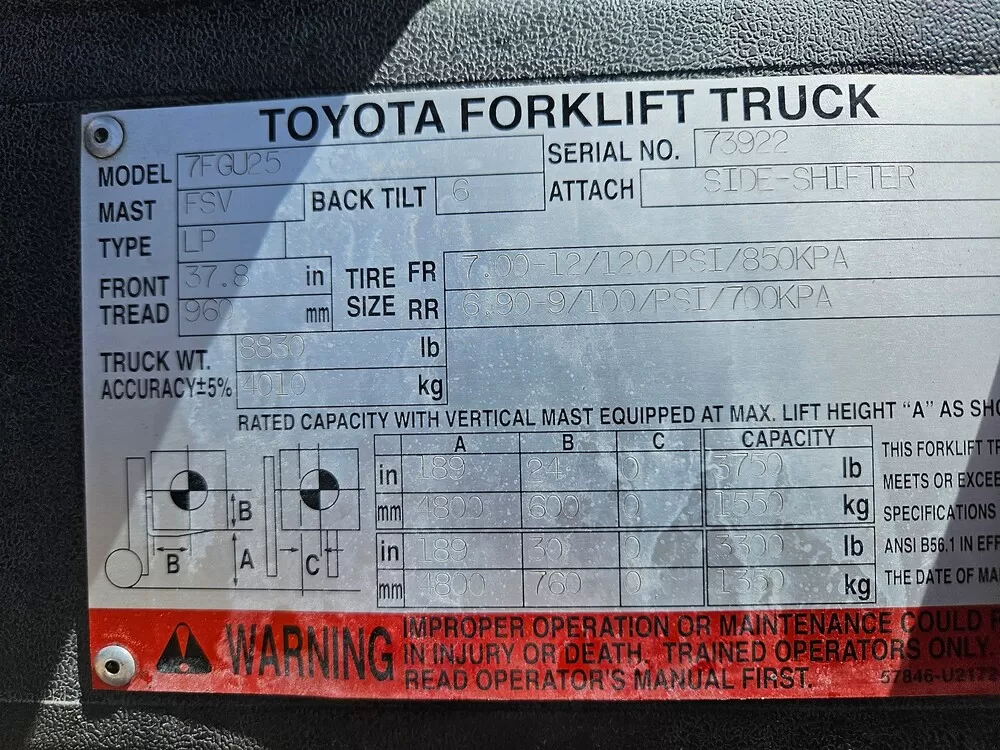 TOYOTA FORKLIFT TRUCK
MODEL 7FGU25 SERIAL NO. 73922
MAST FSV BACK TILT 6 ATTACH SIDE-SHIFTER
TYPE LP
FRONT TREAD 37.8 in TIRE SIZE FR 7.00-12/120/PSI/850KPA
960 mm RR 6.90-9/100/PSI/700KPA
TRUCK WT. 8830 lb
ACCURACY±5% 4010 kg
RATED CAPACITY WITH VERTICAL MAST EQUIPPED AT MAX. LIFT HEIGHT "A" AS SHO
A B C CAPACITY
in 189 24 0 3750 lb
mm 4800 600 0 1550 kg
in 189 30 0 3300 lb
mm 4800 760 0 1350 kg
B
B A C
THIS FORKLIFT TR
MEETS OR EXCEE
SPECIFICATIONS
ANSI B56.1 IN EFF
THE DATE OF MA
WARNING
IMPROPER OPERATION OR MAINTENANCE COULD
IN INJURY OR DEATH. TRAINED OPERATORS ONLY.
READ OPERATOR'S MANUAL FIRST.
57846-U2172